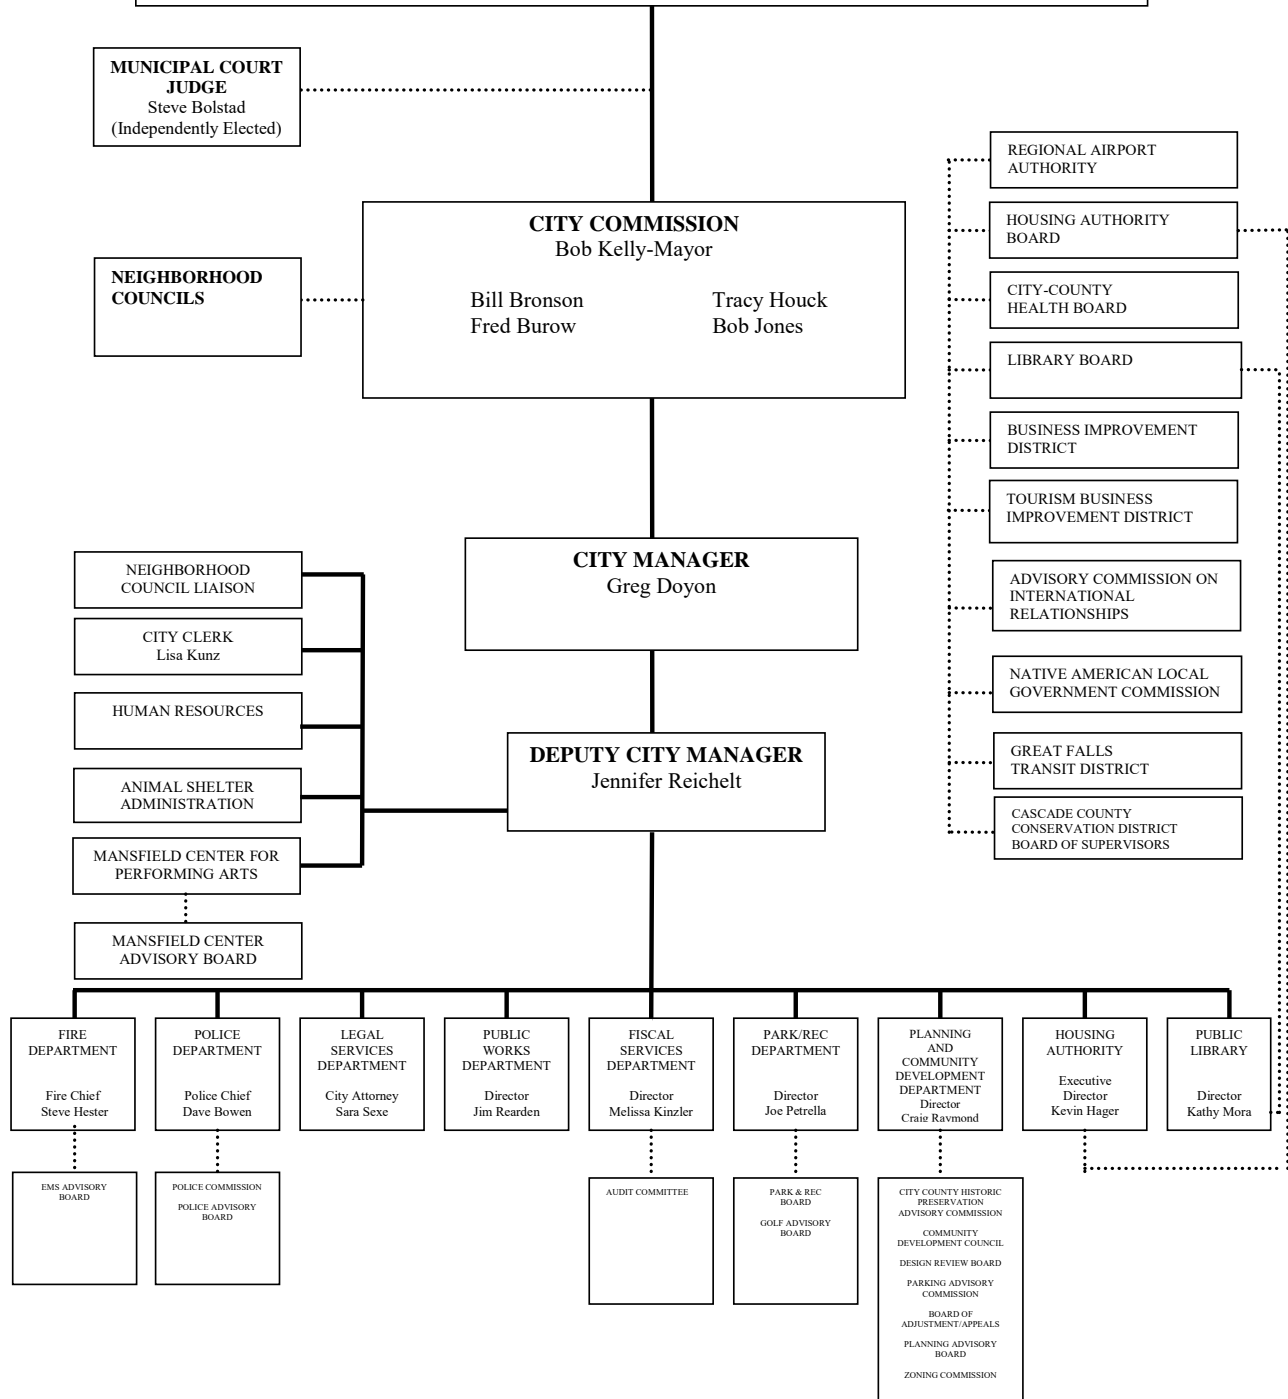 MUNICIPAL COURT
JUDGE
Steve Bolstad
(Independently Elected)
CITY COMMISSION
Bob Kelly-Mayor
Bill Bronson
Fred Burow
Tracy Houck
Bob Jones
NEIGHBORHOOD
COUNCILS
REGIONAL AIRPORT
AUTHORITY
HOUSING AUTHORITY
BOARD
CITY-COUNTY
HEALTH BOARD
LIBRARY BOARD
BUSINESS IMPROVEMENT
DISTRICT
TOURISM BUSINESS
IMPROVEMENT DISTRICT
ADVISORY COMMISSION ON
INTERNATIONAL
RELATIONSHIPS
NATIVE AMERICAN LOCAL
GOVERNMENT COMMISSION
GREAT FALLS
TRANSIT DISTRICT
CASCADE COUNTY
CONSERVATION DISTRICT
BOARD OF SUPERVISORS
CITY MANAGER
Greg Doyon
DEPUTY CITY MANAGER
Jennifer Reichelt
NEIGHBORHOOD
COUNCIL LIAISON
CITY CLERK
Lisa Kunz
HUMAN RESOURCES
ANIMAL SHELTER
ADMINISTRATION
MANSFIELD CENTER FOR
PERFORMING ARTS
MANSFIELD CENTER
ADVISORY BOARD
FIRE
DEPARTMENT
Fire Chief
Steve Hester
POLICE
DEPARTMENT
Police Chief
Dave Bowen
LEGAL
SERVICES
DEPARTMENT
City Attorney
Sara Sexe
PUBLIC
WORKS
DEPARTMENT
Director
Jim Rearden
FISCAL
SERVICES
DEPARTMENT
Director
Melissa Kinzler
PARK/REC
DEPARTMENT
Director
Joe Petrella
PLANNING
AND
COMMUNITY
DEVELOPMENT
DEPARTMENT
Director
Craig Raymond
HOUSING
AUTHORITY
Executive
Director
Kevin Hager
PUBLIC
LIBRARY
Director
Kathy Mora
EMS ADVISORY
BOARD
POLICE COMMISSION
POLICE ADVISORY
BOARD
AUDIT COMMITTEE
PARK & REC
BOARD
GOLF ADVISORY
BOARD
CITY COUNTY HISTORIC
PRESERVATION
ADVISORY COMMISSION
COMMUNITY
DEVELOPMENT COUNCIL
DESIGN REVIEW BOARD
PARKING ADVISORY
COMMISSION
BOARD OF
ADJUSTMENT/APPEALS
PLANNING ADVISORY
BOARD
ZONING COMMISSION